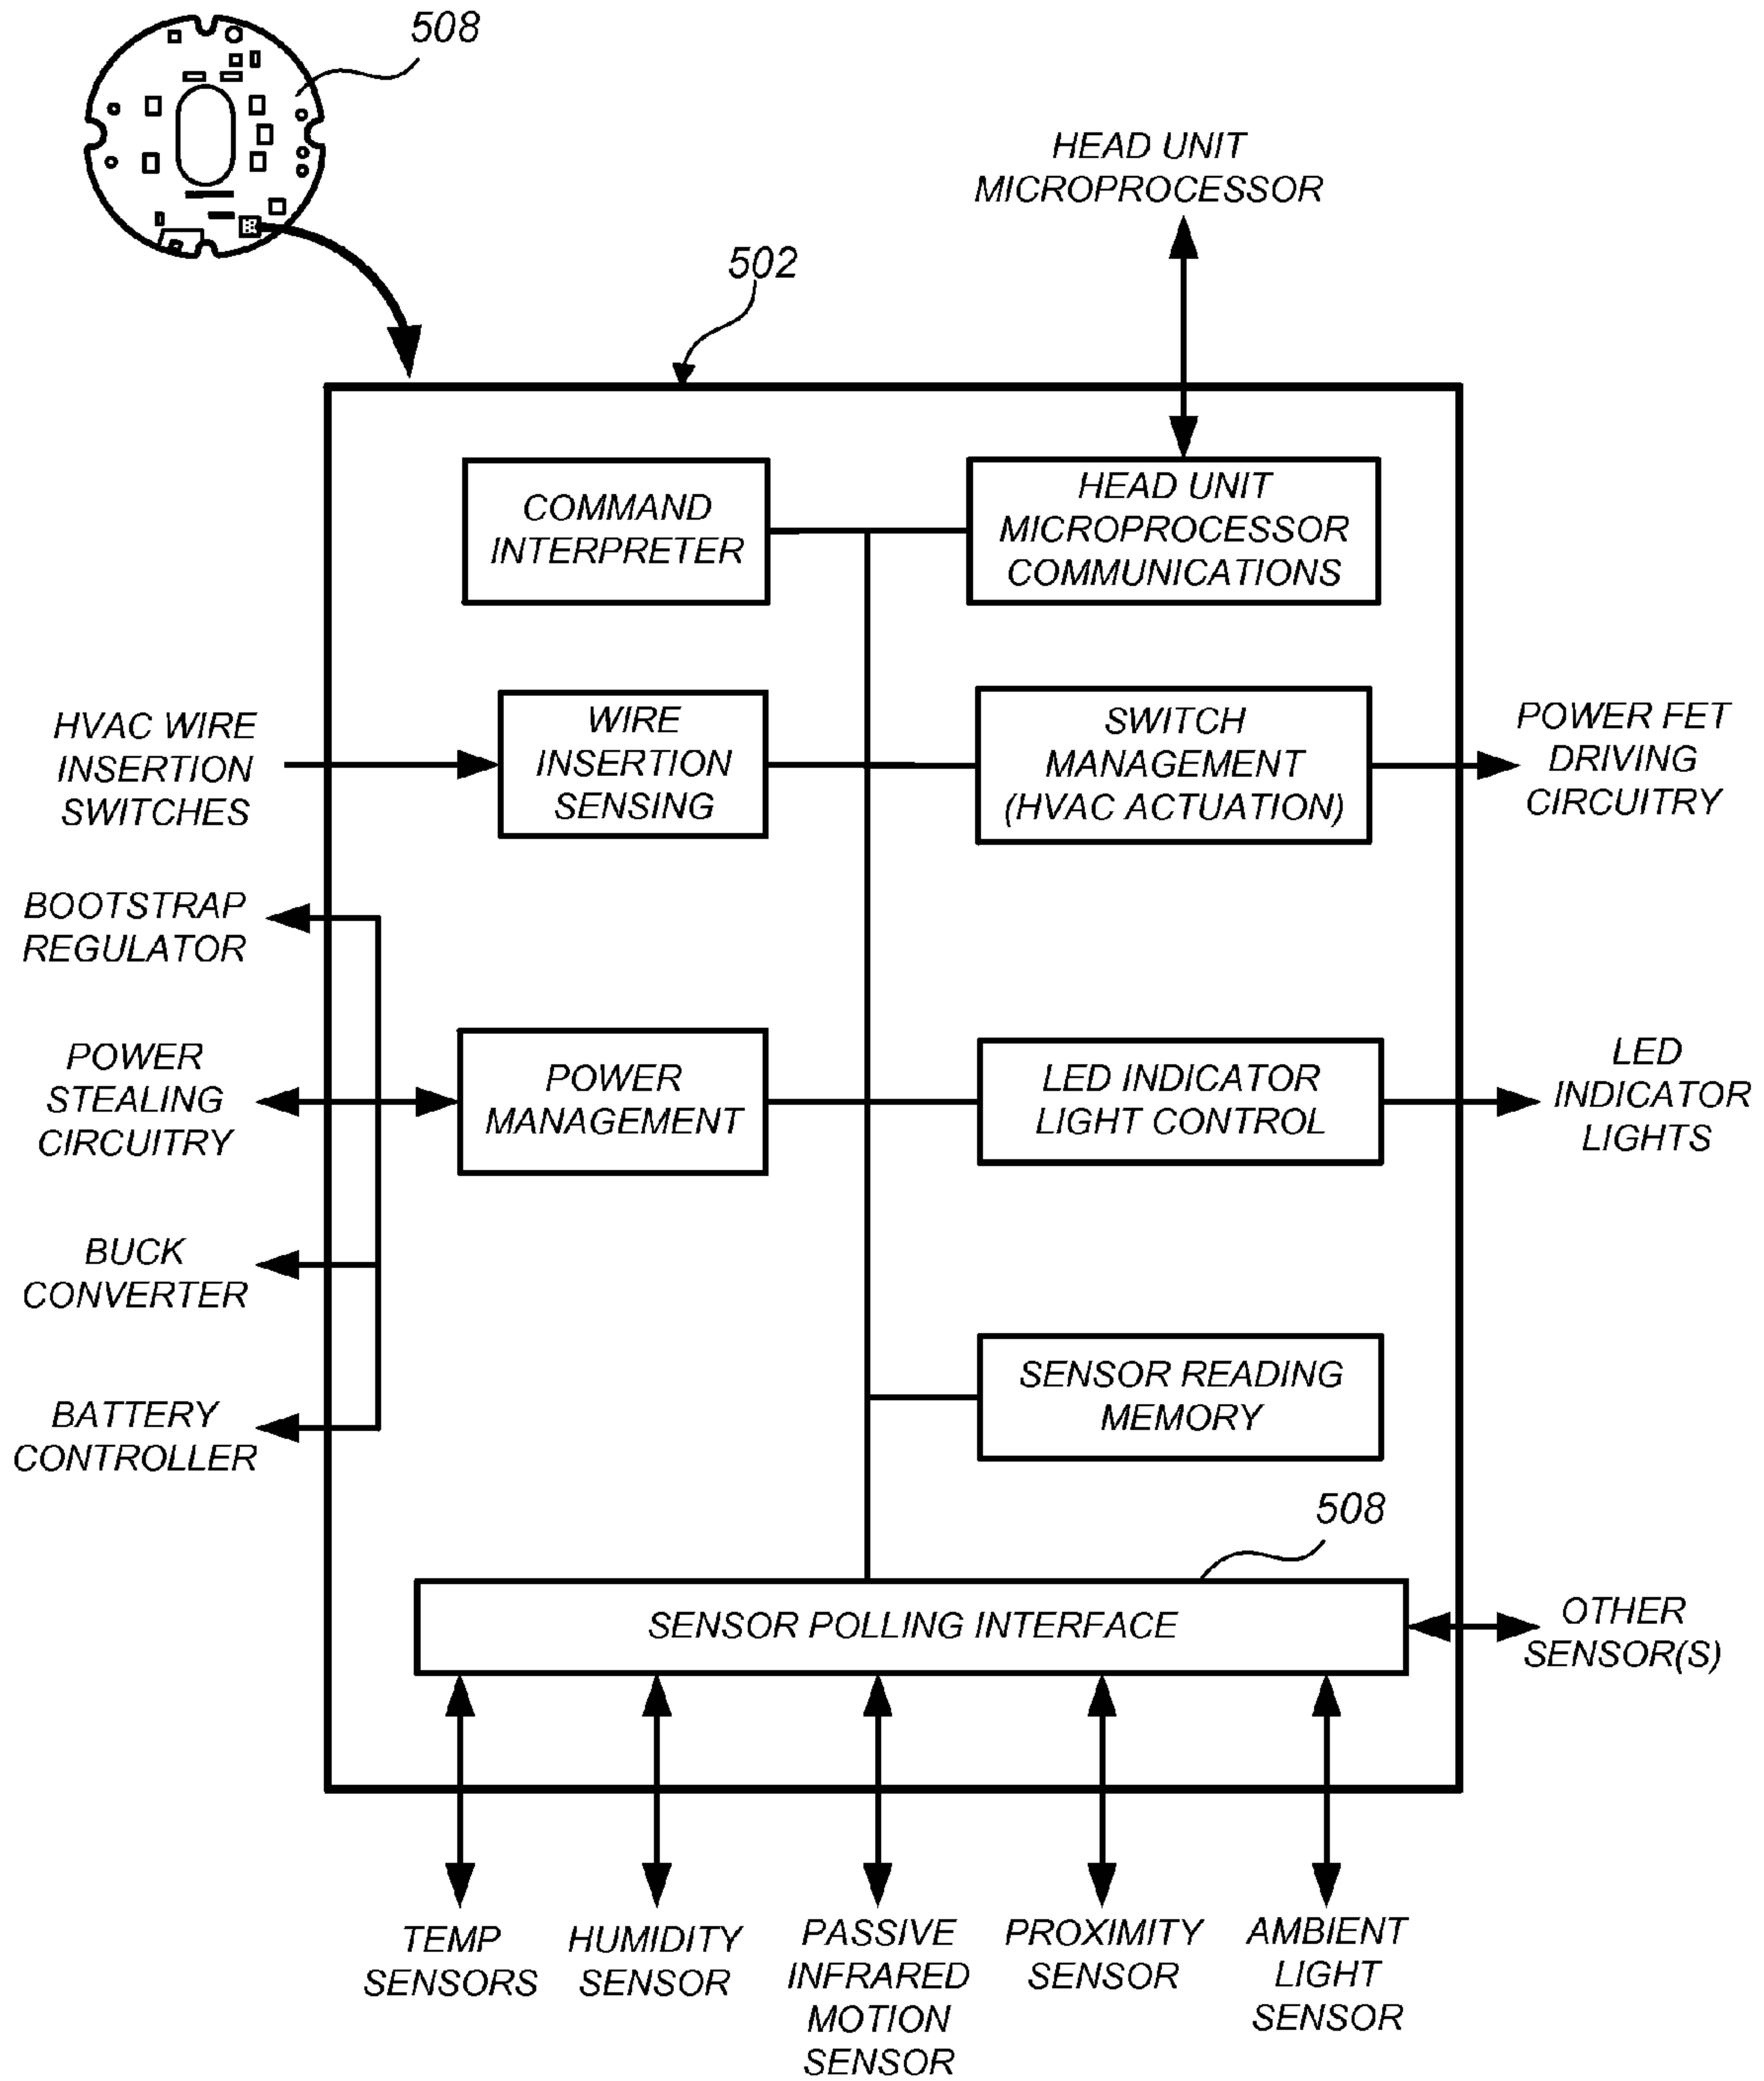 508
HEAD UNIT
MICROPROCESSOR
502
COMMAND
INTERPRETER
HEAD UNIT
MICROPROCESSOR
COMMUNICATIONS
HVAC WIRE
INSERTION
SWITCHES
WIRE
INSERTION
SENSING
SWITCH
MANAGEMENT
(HVAC ACTUATION)
POWER FET
DRIVING
CIRCUITRY
BOOTSTRAP
REGULATOR
POWER
STEALING
CIRCUITRY
POWER
MANAGEMENT
LED INDICATOR
LIGHT CONTROL
LED
INDICATOR
LIGHTS
BUCK
CONVERTER
SENSOR READING
MEMORY
BATTERY
CONTROLLER
508
SENSOR POLLING INTERFACE
OTHER
SENSOR(S)
TEMP
SENSORS
HUMIDITY
SENSOR
PASSIVE
INFRARED
MOTION
SENSOR
PROXIMITY
SENSOR
AMBIENT
LIGHT
SENSOR